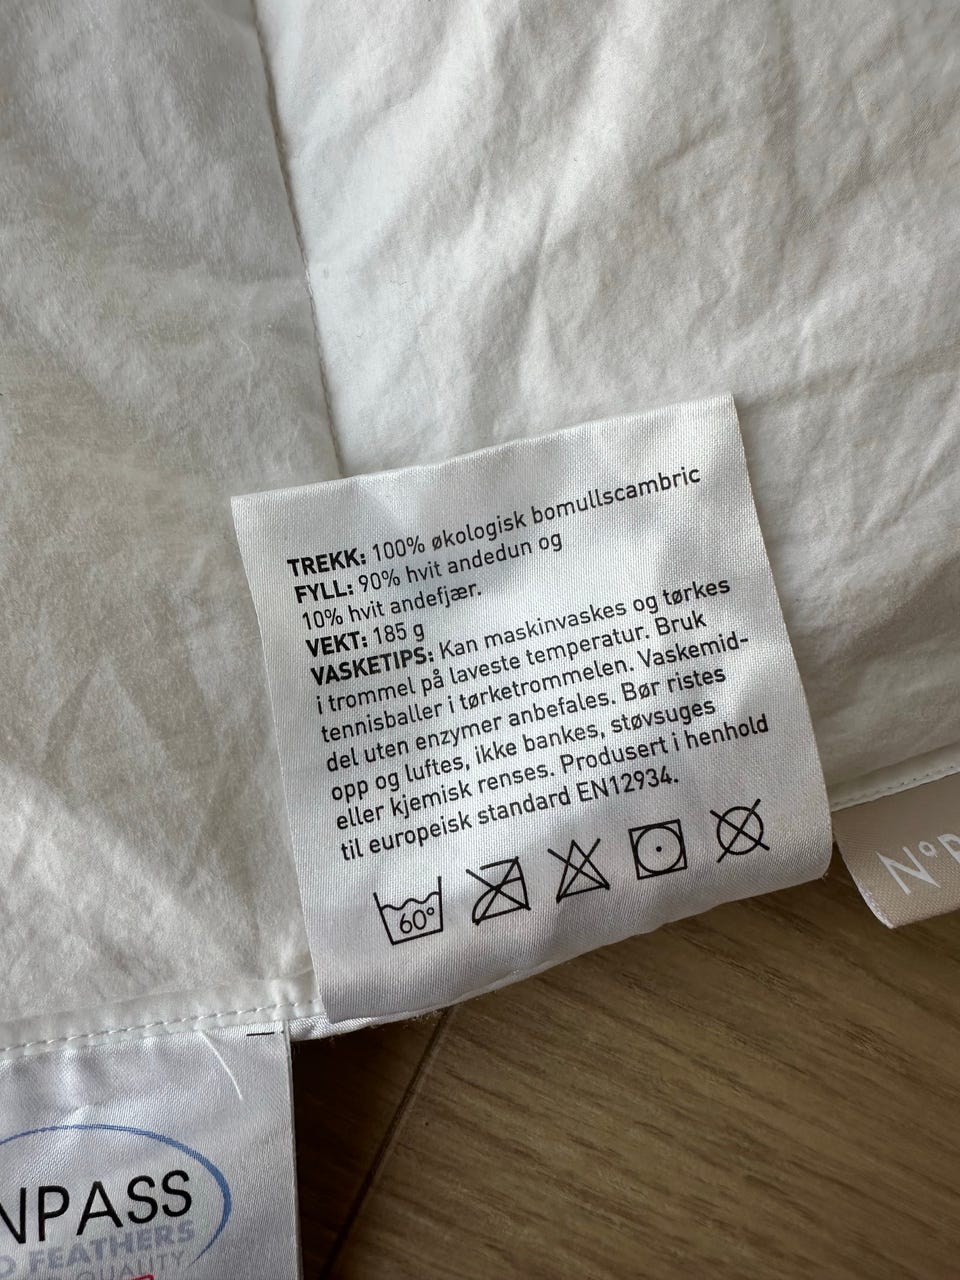 TREKK: 100% økologisk bomullscambric
FYLL: 90% hvit andedun og
10% hvit andefjær.
VEKT: 185 g
VASKETIPS: Kan maskinvaskes og tørkes
i trommel på laveste temperatur. Bruk
tennisballer i tørketrommelen. Vaskemid-
del uten enzymer anbefales. Bør ristes
opp og luftes, ikke bankes, støvsuges
eller kjemisk renses. Produsert i henhold
til europeisk standard EN12934.
60°
N°
NPASS
FEATHERS
QUALITY